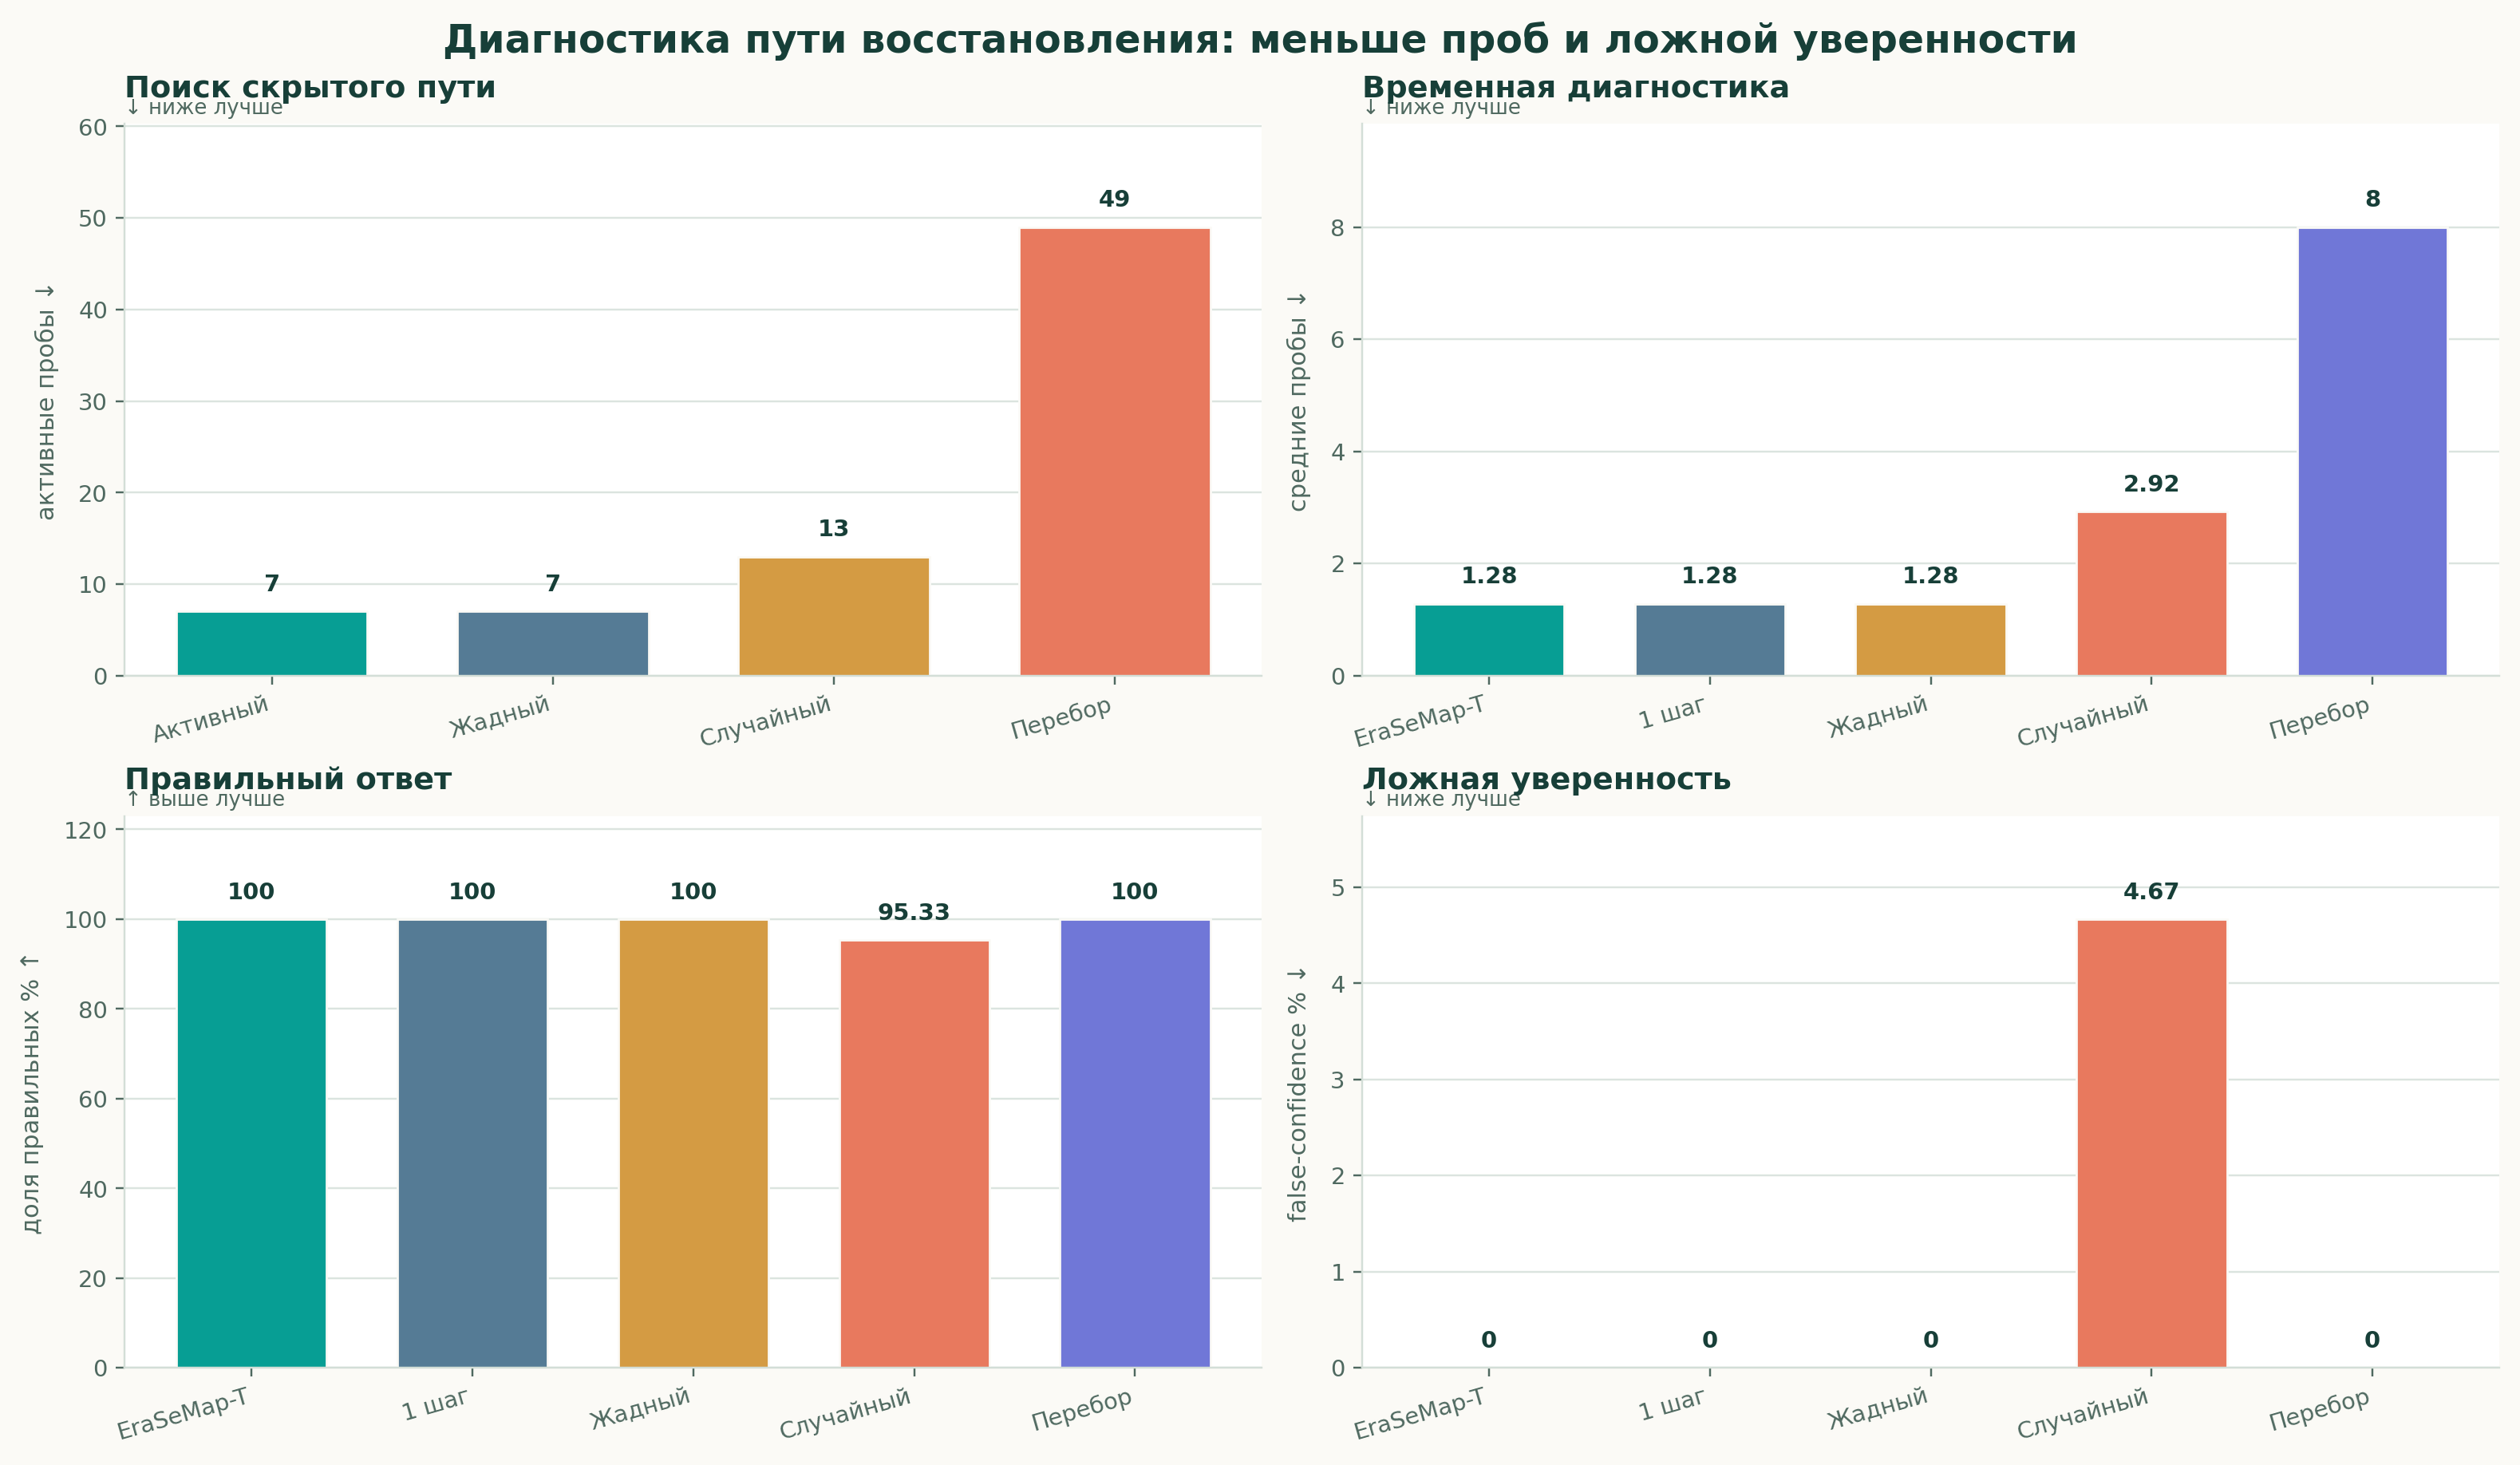 Диагностика пути восстановления: меньше проб и ложной уверенности
Поиск скрытого пути
↓ ниже лучше
активные пробы ↓
60
50
40
30
20
10
0
7
7
13
49
Активный
Жадный
Случайный
Перебор
Временная диагностика
↓ ниже лучше
средние пробы ↓
8
6
4
2
0
1.28
1.28
1.28
2.92
8
EraSeMap-T
1 шаг
Жадный
Случайный
Перебор
Правильный ответ
↑ выше лучше
доля правильных % ↑
120
100
80
60
40
20
0
100
100
100
95.33
100
EraSeMap-T
1 шаг
Жадный
Случайный
Перебор
Ложная уверенность
↓ ниже лучше
false-confidence % ↓
5
4
3
2
1
0
0
0
0
4.67
0
EraSeMap-T
1 шаг
Жадный
Случайный
Перебор